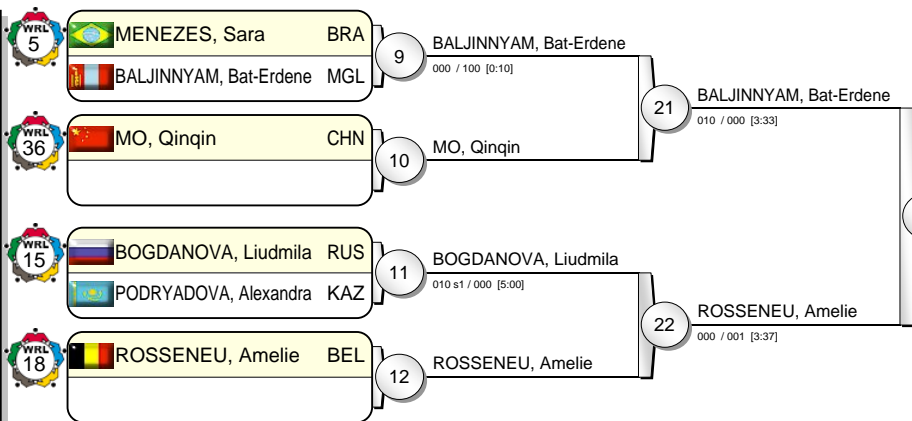 WRL
5
MENEZES, Sara BRA
BALJINNYAM, Bat-Erdene MGL
9
BALJINNYAM, Bat-Erdene
000 / 100 [0:10]
21
BALJINNYAM, Bat-Erdene
010 / 000 [3:33]
WRL
36
MO, Qinqin CHN
10
MO, Qinqin
WRL
15
BOGDANOVA, Liudmila RUS
PODRYADOVA, Alexandra KAZ
11
BOGDANOVA, Liudmila
010 s1 / 000 [5:00]
22
ROSSENEU, Amelie
000 / 001 [3:37]
WRL
18
ROSSENEU, Amelie BEL
12
ROSSENEU, Amelie